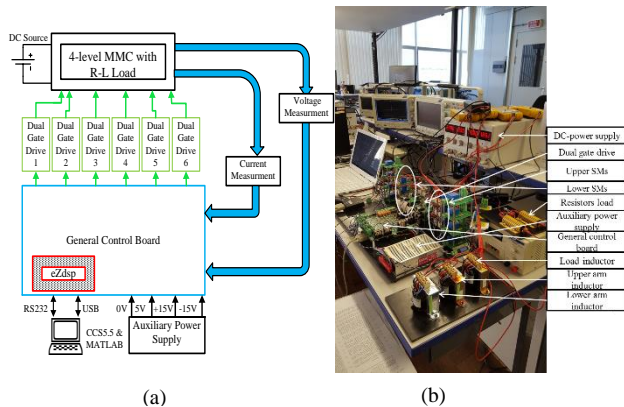 DC Source
4-level MMC with
R-L Load
Voltage
Measurment
Dual
Gate
Drive
1
Dual
Gate
Drive
2
Dual
Gate
Drive
3
Dual
Gate
Drive
4
Dual
Gate
Drive
5
Dual
Gate
Drive
6
Current
Measurment
General Control Board
eZdsp
RS232
USB
0V
5V
+15V
-15V
CCS5.5 &
MATLAB
Auxiliary Power
Supply
(a)
DC-power supply
Dual gate drive
Upper SMs
Lower SMs
Resistors load
Auxiliary power
supply
General control
board
Load inductor
Upper arm
inductor
Lower arm
inductor
(b)